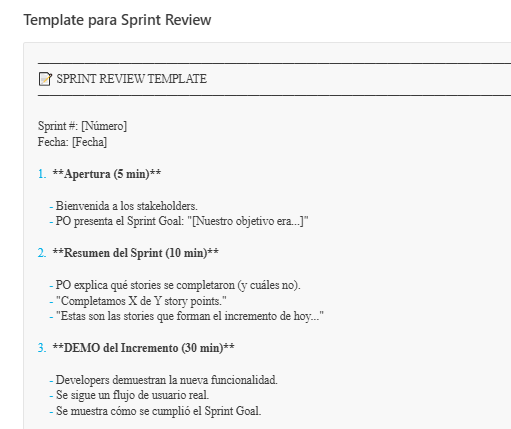 Template para Sprint Review
📝 SPRINT REVIEW TEMPLATE
Sprint #: [Número]
Fecha: [Fecha]
1. **Apertura (5 min)**
- Bienvenida a los stakeholders.
- PO presenta el Sprint Goal: "[Nuestro objetivo era...]"
2. **Resumen del Sprint (10 min)**
- PO explica qué stories se completaron (y cuáles no).
- "Completamos X de Y story points."
- "Estas son las stories que forman el incremento de hoy..."
3. **DEMO del Incremento (30 min)**
- Developers demuestran la nueva funcionalidad.
- Se sigue un flujo de usuario real.
- Se muestra cómo se cumplió el Sprint Goal.